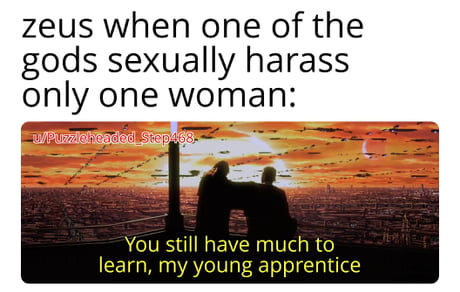 zeus when one of the
gods sexually harass
only one woman:
u/Puzzleheaded_Step468
You still have much to
learn, my young apprentice